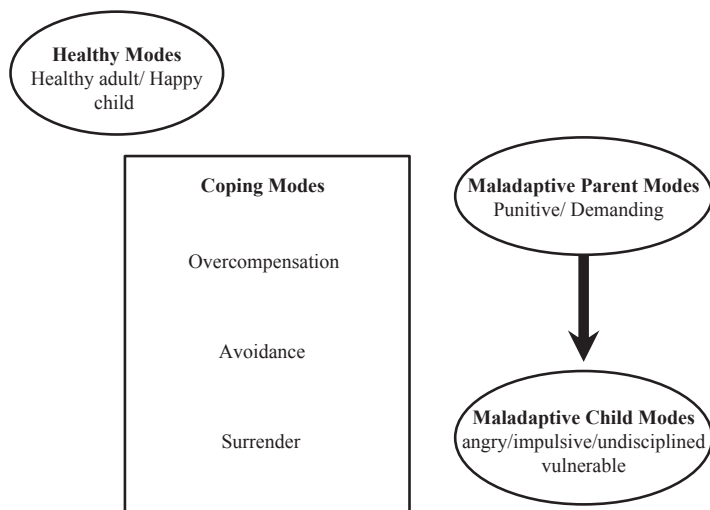 Healthy Modes
Healthy adult/ Happy
child
Coping Modes
Overcompensation
Avoidance
Surrender
Maladaptive Parent Modes
Punitive/ Demanding
Maladaptive Child Modes
angry/impulsive/undisciplined
vulnerable